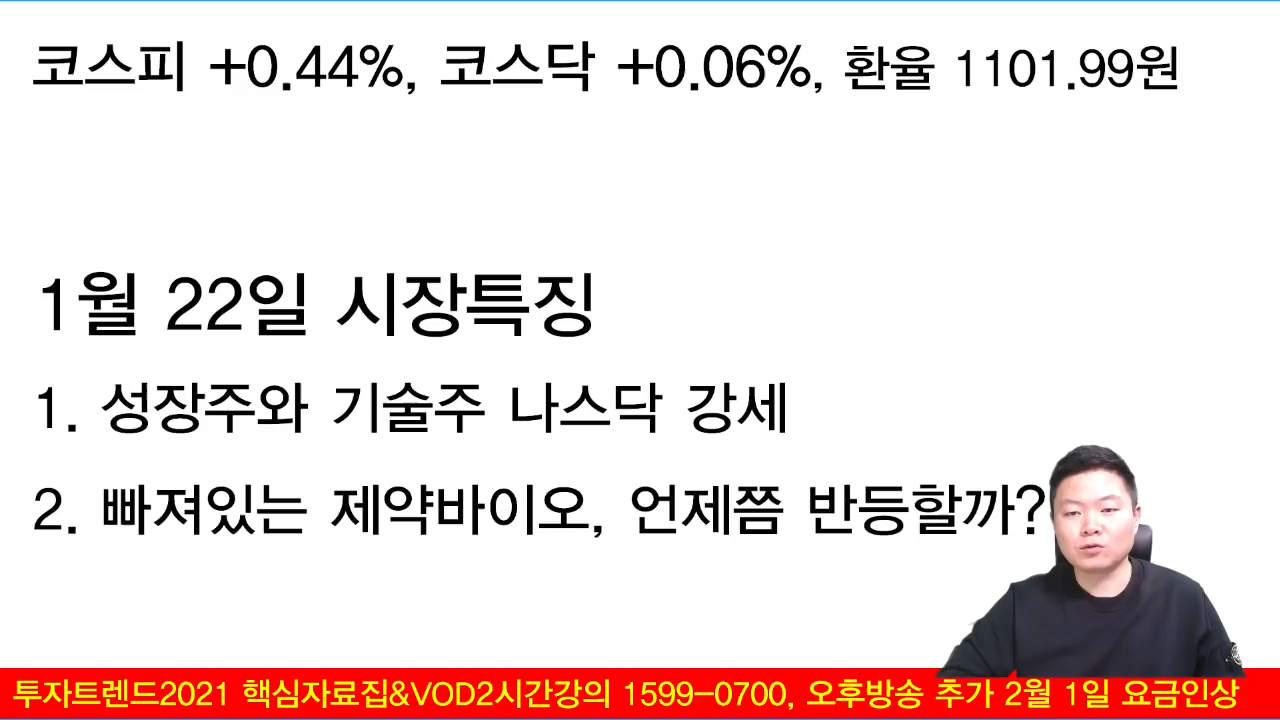 코스피 +0.44%, 코스닥 +0.06%, 환율 1101.99원
1월 22일 시장특징
1. 성장주와 기술주 나스닥 강세
2. 빠져있는 제약바이오, 언제쯤 반등할까?
투자트렌드2021 핵심자료집&VOD2시간강의 1599-0700, 오후방송 추가 2월 1일 요금인상